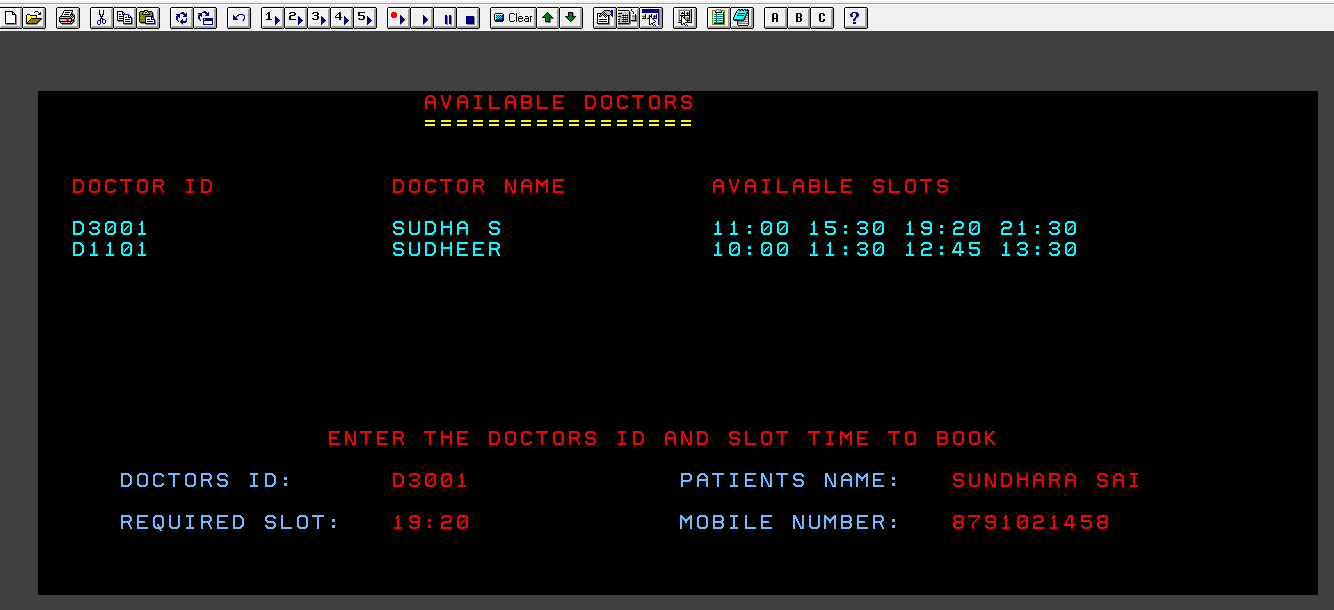 1 2 3 4 5 Clear A B C ?
AVAILABLE DOCTORS
=================
DOCTOR ID DOCTOR NAME AVAILABLE SLOTS
D3001 SUDHA S 11:00 15:30 19:20 21:30
D1101 SUDHEER 10:00 11:30 12:45 13:30
ENTER THE DOCTORS ID AND SLOT TIME TO BOOK
DOCTORS ID: D3001 PATIENTS NAME: SUNDHARA SAI
REQUIRED SLOT: 19:20 MOBILE NUMBER: 8791021458